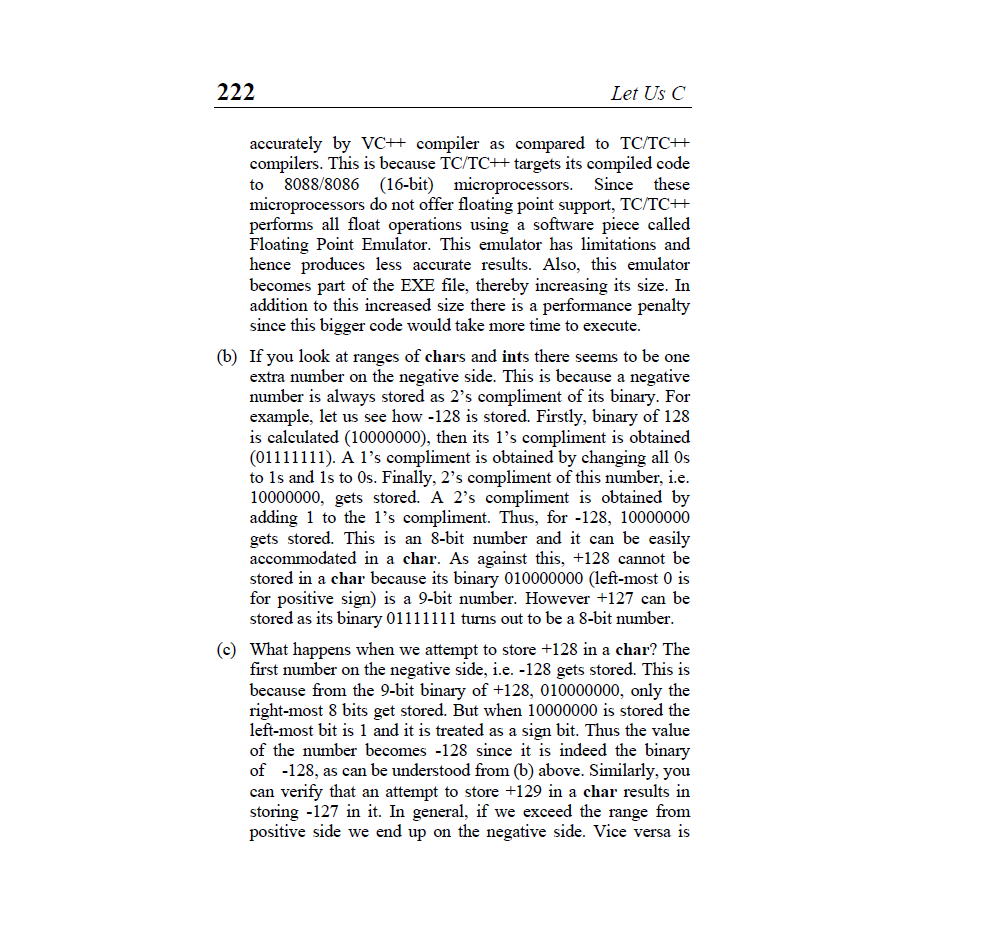 222 Let Us C
accurately by VC++ compiler as compared to TC/TC++
compilers. This is because TC/TC++ targets its compiled code
to 8088/8086 (16-bit) microprocessors. Since these
microprocessors do not offer floating point support, TC/TC++
performs all float operations using a software piece called
Floating Point Emulator. This emulator has limitations and
hence produces less accurate results. Also, this emulator
becomes part of the EXE file, thereby increasing its size. In
addition to this increased size there is a performance penalty
since this bigger code would take more time to execute.
(b) If you look at ranges of chars and ints there seems to be one
extra number on the negative side. This is because a negative
number is always stored as 2’s compliment of its binary. For
example, let us see how -128 is stored. Firstly, binary of 128
is calculated (10000000), then its 1’s compliment is obtained
(01111111). A 1’s compliment is obtained by changing all 0s
to 1s and 1s to 0s. Finally, 2’s compliment of this number, i.e.
10000000, gets stored. A 2’s compliment is obtained by
adding 1 to the 1’s compliment. Thus, for -128, 10000000
gets stored. This is an 8-bit number and it can be easily
accommodated in a char. As against this, +128 cannot be
stored in a char because its binary 010000000 (left-most 0 is
for positive sign) is a 9-bit number. However +127 can be
stored as its binary 01111111 turns out to be a 8-bit number.
(c) What happens when we attempt to store +128 in a char? The
first number on the negative side, i.e. -128 gets stored. This is
because from the 9-bit binary of +128, 010000000, only the
right-most 8 bits get stored. But when 10000000 is stored the
left-most bit is 1 and it is treated as a sign bit. Thus the value
of the number becomes -128 since it is indeed the binary
of -128, as can be understood from (b) above. Similarly, you
can verify that an attempt to store +129 in a char results in
storing -127 in it. In general, if we exceed the range from
positive side we end up on the negative side. Vice versa is